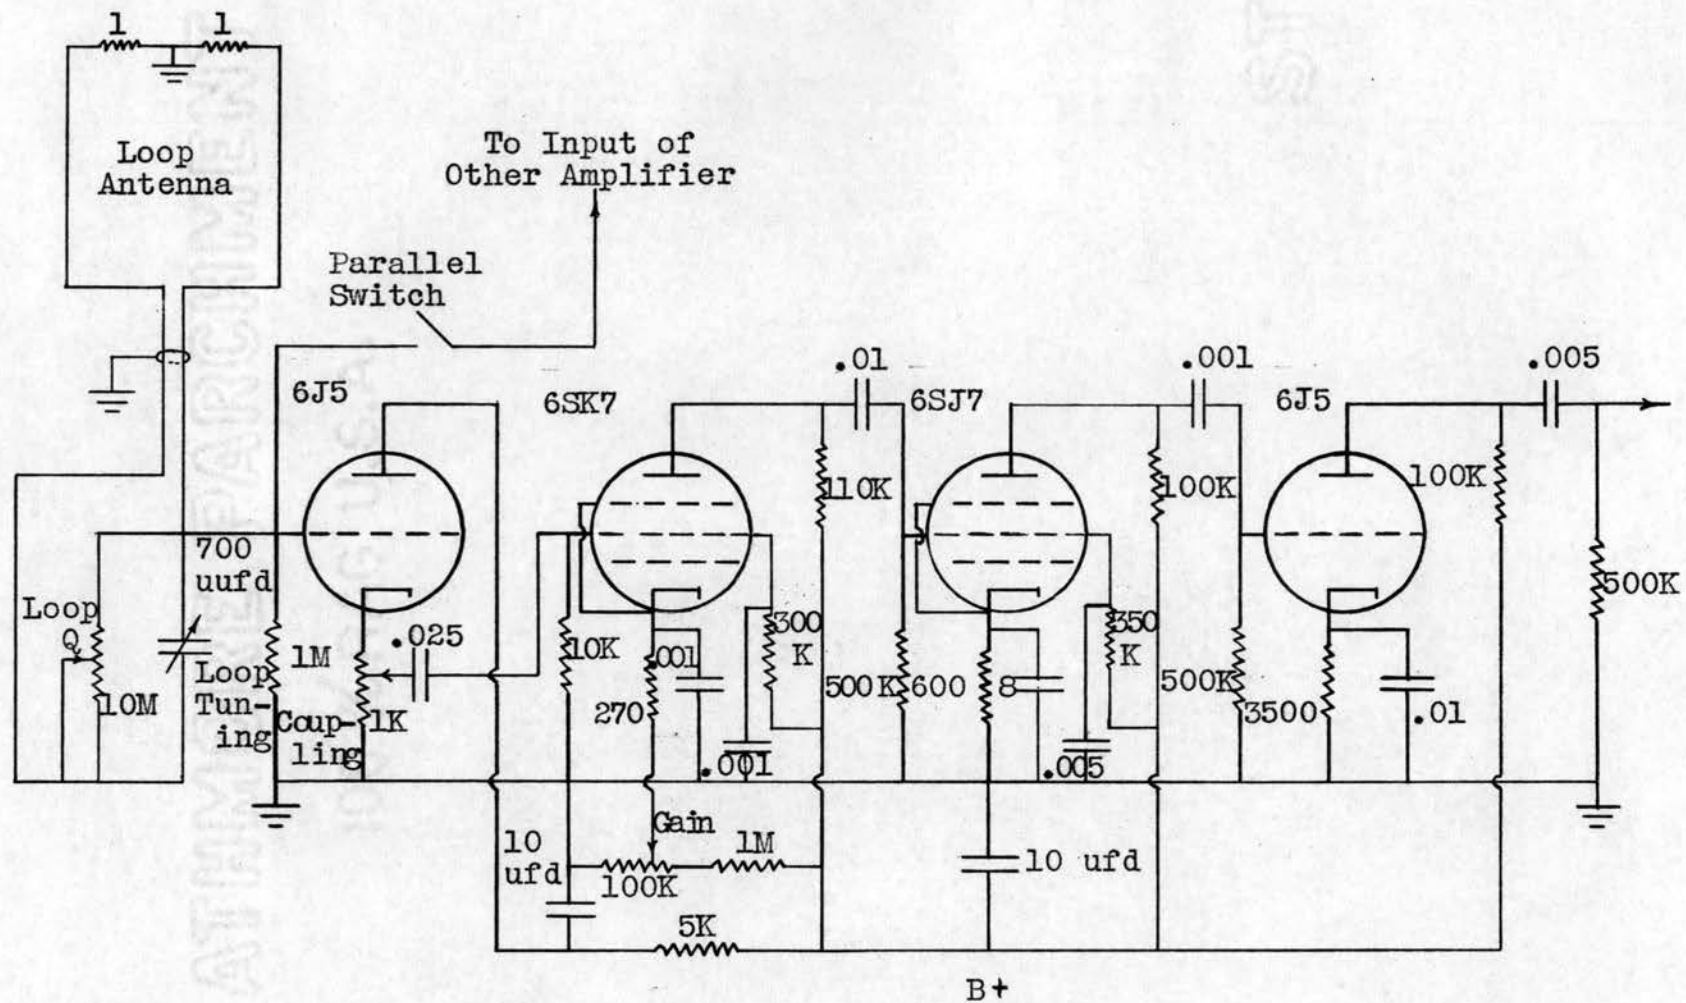 1 1
Loop
Antenna
To Input of
Other Amplifier
Parallel
Switch
6J5
6SK7
.01
6SJ7
.001
6J5
.005
110K
100K
100K
700
uufd
Loop
Q
10M
Loop
Tun-
ing
1M
Coup-
ling
1K
.025
10K
.001
270
300
K
.001
500K
600
8
350
K
.005
500K
3500
.01
500K
Gain
10
ufd
100K
1M
10 ufd
5K
B+